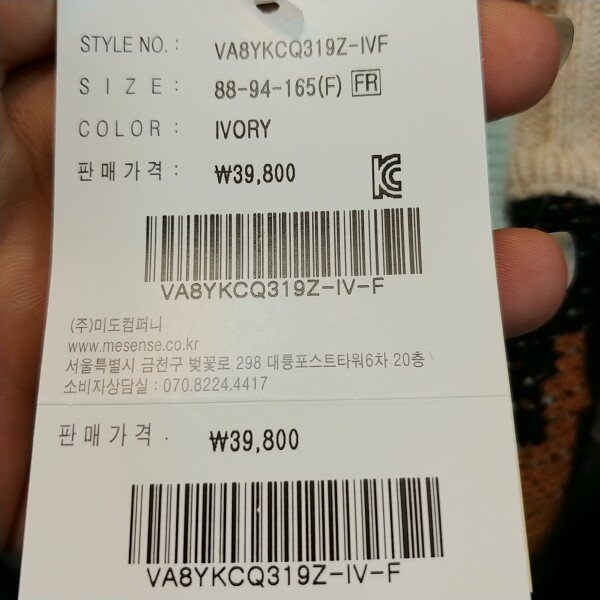 STYLE NO. : VA8YKCQ319Z-IVF
SIZE : 88-94-165(F) FR
COLOR : IVORY
판매가격 : ₩39,800
KC
VA8YKCQ319Z-IV-F
(주)미도컴퍼니
www.mesense.co.kr
서울특별시 금천구 벚꽃로 298 대륭포스트타워6차 20층
소비자상담실 : 070.8224.4417
판매가격 . ₩39,800
VA8YKCQ319Z-IV-F